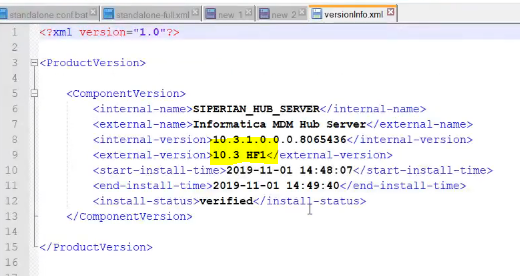 standalone.conf.bat standalone-full.xml new 1 new 2 versionInfo.xml
1 <?xml version="1.0"?>
2
3 <ProductVersion>
4
5 <ComponentVersion>
6 <internal-name>SIPERIAN_HUB_SERVER</internal-name>
7 <external-name>Informatica MDM Hub Server</external-name>
8 <internal-version>10.3.1.0.0.0.8065436</internal-version>
9 <external-version>10.3 HF1</external-version>
10 <start-install-time>2019-11-01 14:48:07</start-install-time>
11 <end-install-time>2019-11-01 14:49:40</end-install-time>
12 <install-status>verified</install-status>
13 </ComponentVersion>
14
15 </ProductVersion>
16